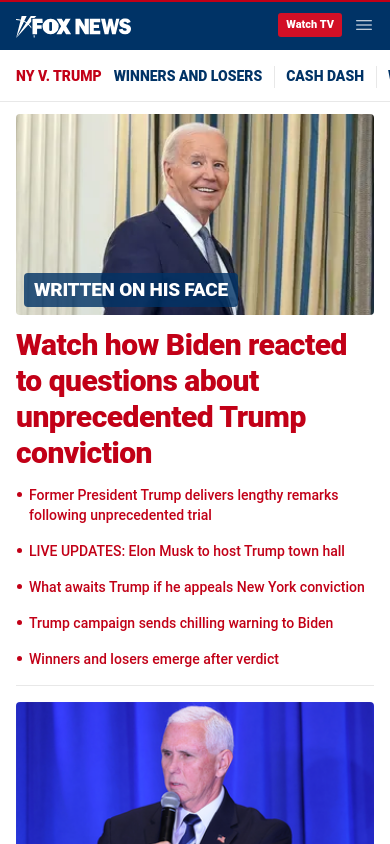 FOX NEWS
Watch TV
NY V. TRUMP WINNERS AND LOSERS CASH DASH
WRITTEN ON HIS FACE
Watch how Biden reacted
to questions about
unprecedented Trump
conviction
Former President Trump delivers lengthy remarks
following unprecedented trial
LIVE UPDATES: Elon Musk to host Trump town hall
What awaits Trump if he appeals New York conviction
Trump campaign sends chilling warning to Biden
Winners and losers emerge after verdict